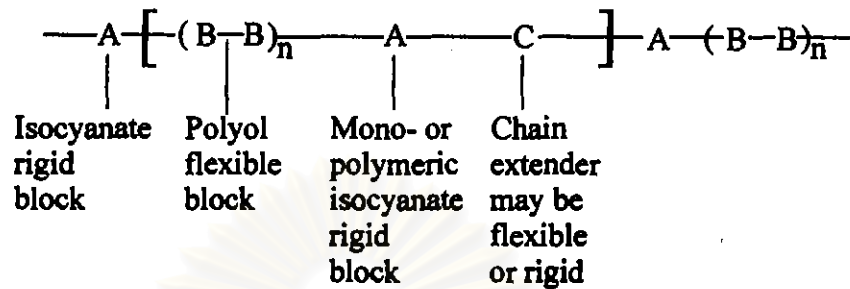 —A—[—(B—B)n——A——C——]—A—(B—B)n—
Isocyanate rigid block
Polyol flexible block
Mono- or polymeric isocyanate rigid block
Chain extender may be flexible or rigid